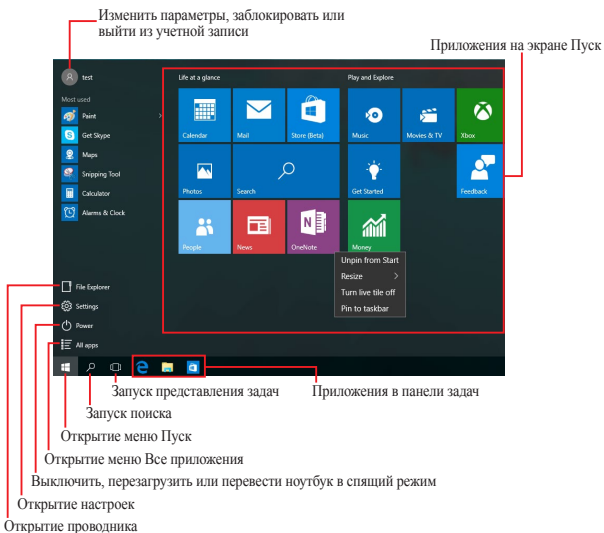 Изменить параметры, заблокировать или
выйти из учетной записи
Приложения на экране Пуск
test
Life at a glance
Play and Explore
Most used
Paint
Get Skype
Maps
Snipping Tool
Calculator
Alarms & Clock
Calendar
Mail
Store (Beta)
Music
Movies & TV
Xbox
Photos
Search
Get Started
Feedback
People
News
OneNote
Money
Unpin from Start
Resize
Turn live tile off
Pin to taskbar
File Explorer
Settings
Power
All apps
Запуск представления задач
Приложения в панели задач
Запуск поиска
Открытие меню Пуск
Открытие меню Все приложения
Выключить, перезагрузить или перевести ноутбук в спящий режим
Открытие настроек
Открытие проводника